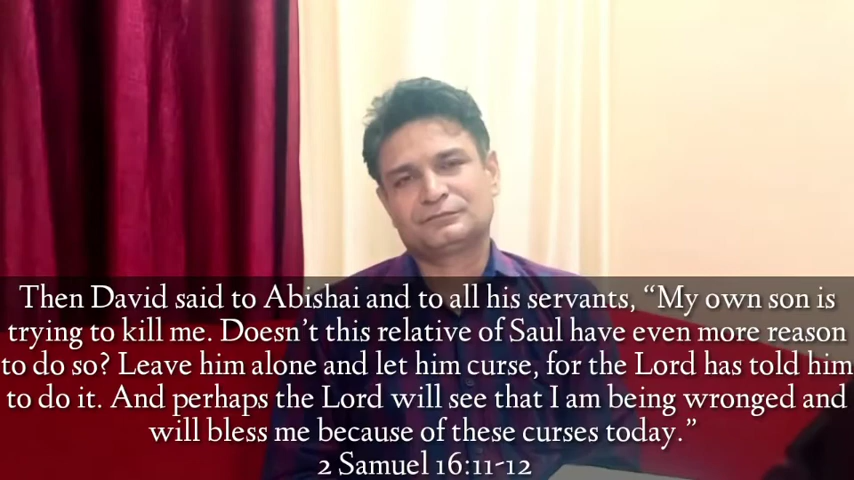 Then David said to Abishai and to all his servants, “My own son is
trying to kill me. Doesn’t this relative of Saul have even more reason
to do so? Leave him alone and let him curse, for the Lord has told him
to do it. And perhaps the Lord will see that I am being wronged and
will bless me because of these curses today.”
2 Samuel 16:11-12